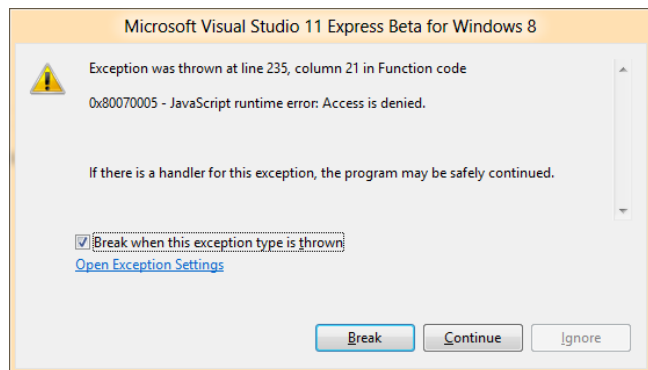 Microsoft Visual Studio 11 Express Beta for Windows 8
Exception was thrown at line 235, column 21 in Function code
0x80070005 - JavaScript runtime error: Access is denied.
If there is a handler for this exception, the program may be safely continued.
Break when this exception type is thrown
Open Exception Settings
Break Continue Ignore